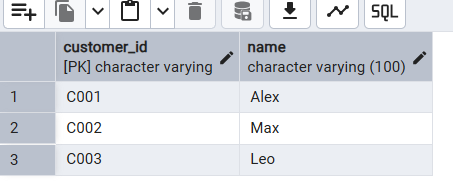 SQL
customer_id name
[PK] character varying character varying (100)
1 C001 Alex
2 C002 Max
3 C003 Leo